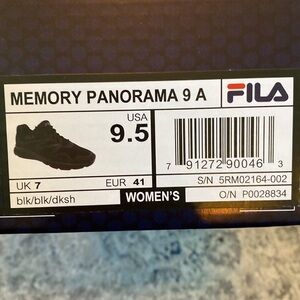 MEMORY PANORAMA 9 A
FILA
USA
9.5
7 91272 90046 3
UK 7
EUR 41
S/N 5RM02164-002
blk/blk/dksh
WOMEN'S
O/N P0028834